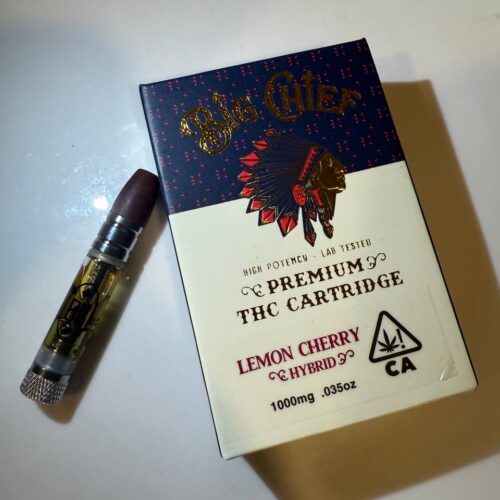 BIG CHIEF
HIGH POTENCY - LAB TESTED
PREMIUM
THC CARTRIDGE
LEMON CHERRY
HYBRID
1000mg .035oz
CA